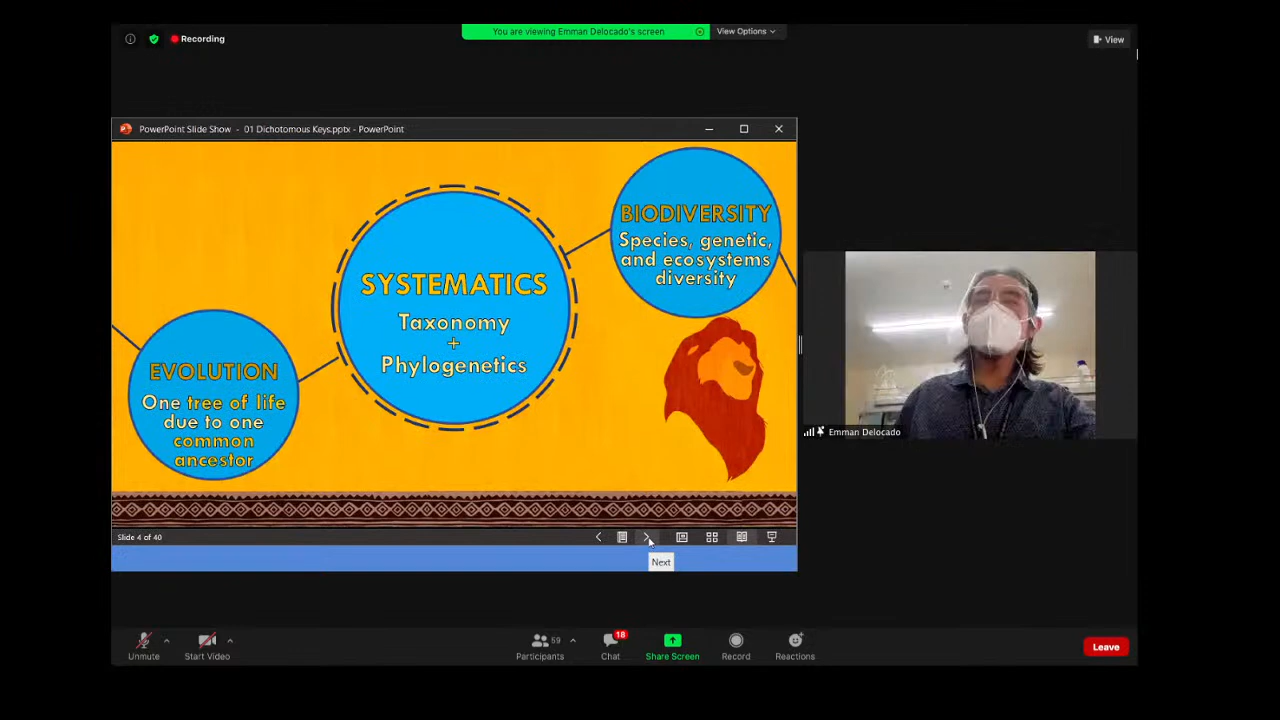 Recording
You are viewing Emman Delocado's screen
View Options
View
PowerPoint Slide Show - 01 Dichotomous Keys.pptx - PowerPoint
BIODIVERSITY
Species, genetic,
and ecosystems
diversity
SYSTEMATICS
Taxonomy
+
Phylogenetics
EVOLUTION
One tree of life
due to one
common
ancestor
Emman Delocado
Slide 4 of 40
Next
Unmute
Start Video
59
Participants
18
Chat
Share Screen
Record
Reactions
Leave